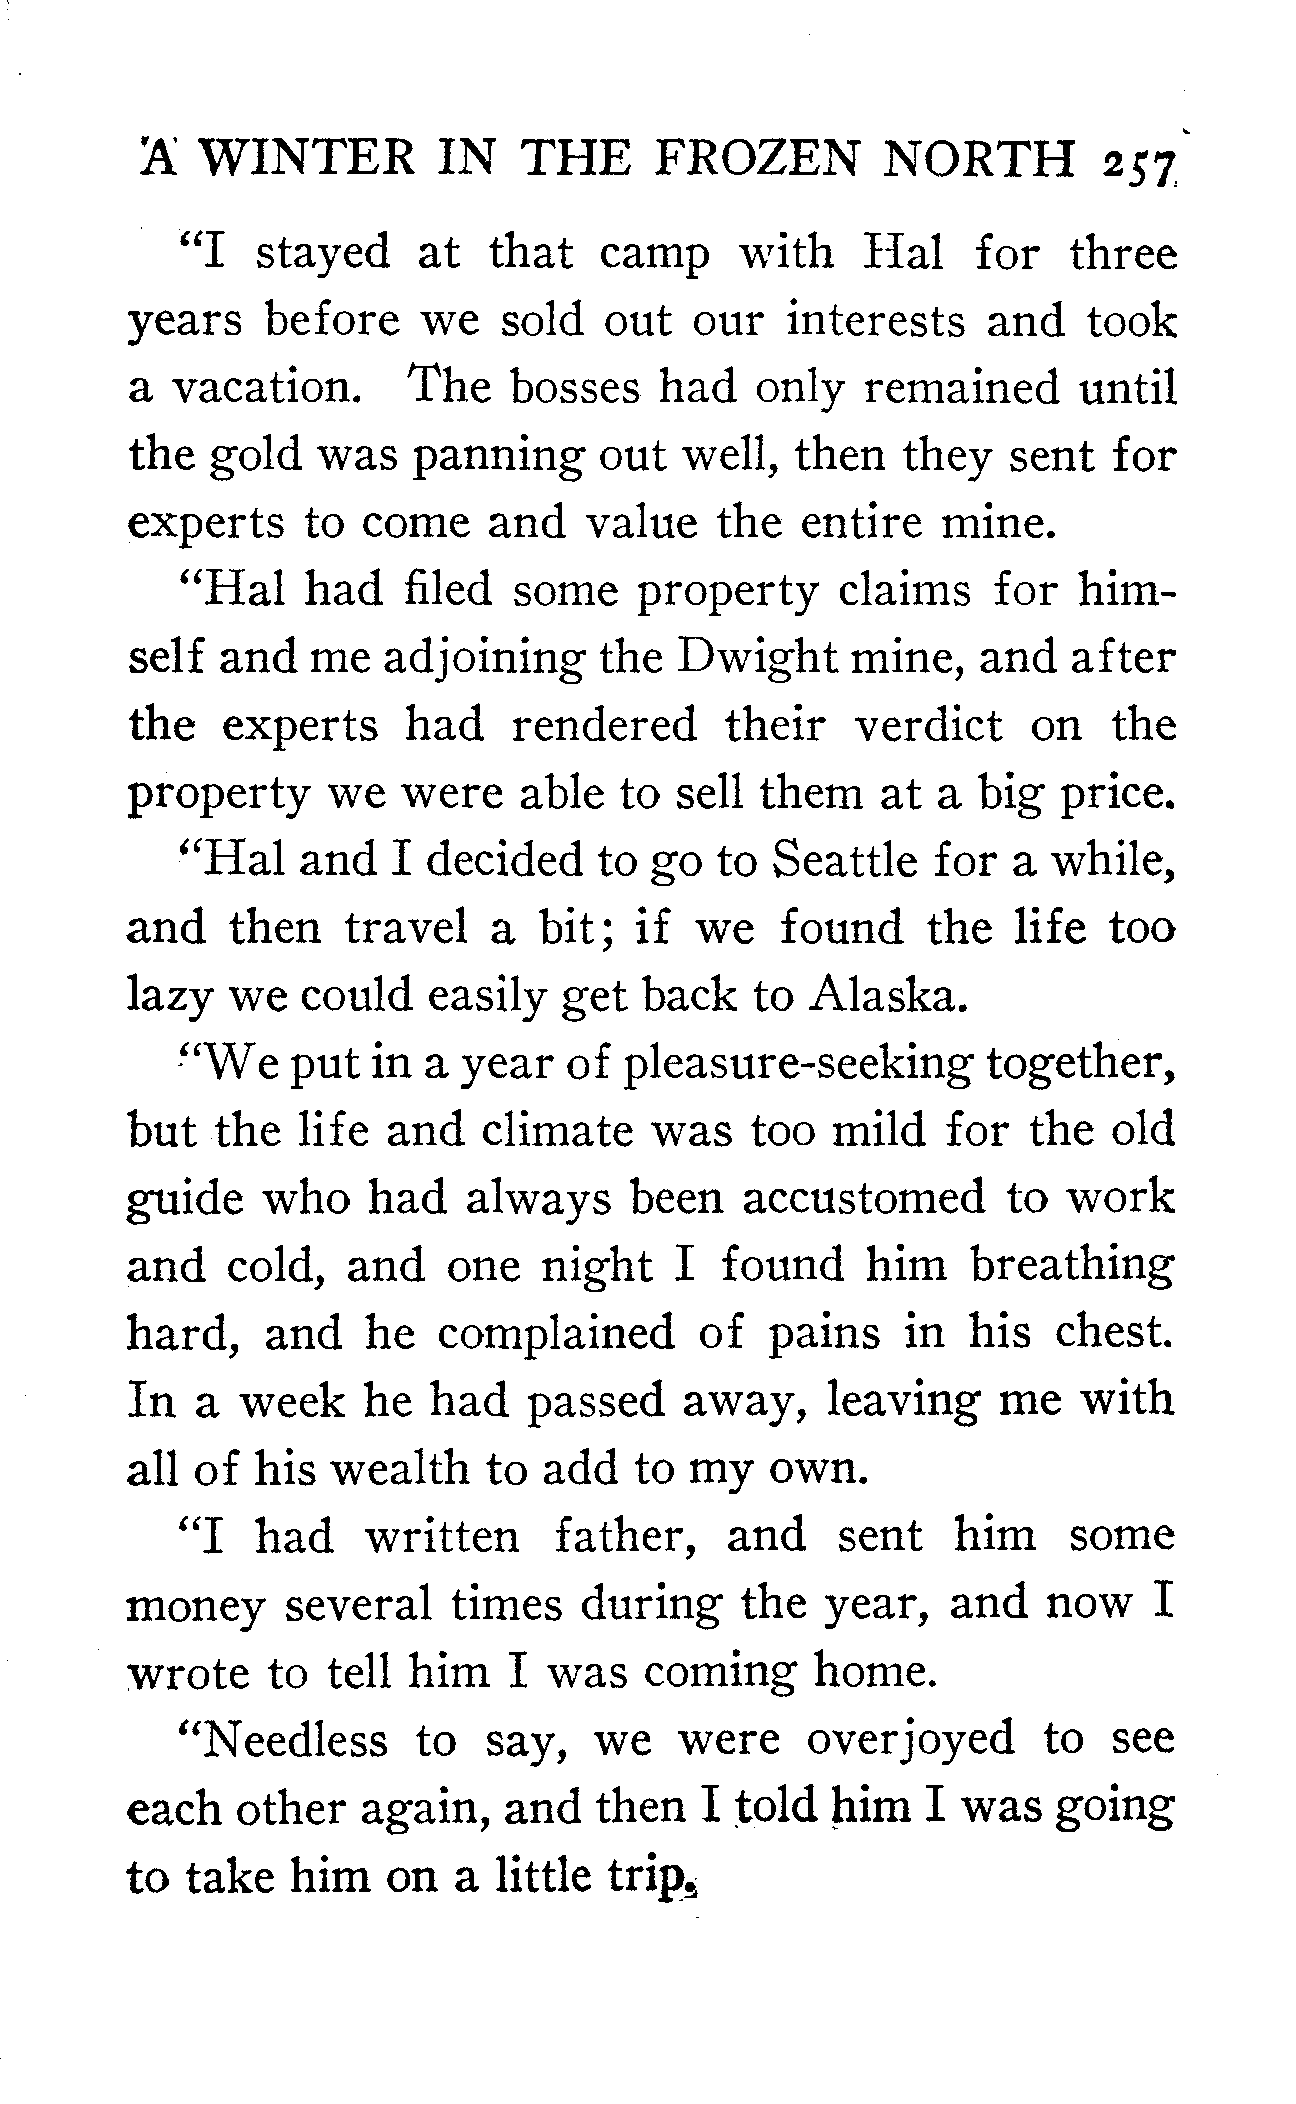 A WINTER IN THE FROZEN NORTH 257
"I stayed at that camp with Hal for three
years before we sold out our interests and took
a vacation. The bosses had only remained until
the gold was panning out well, then they sent for
experts to come and value the entire mine.
"Hal had filed some property claims for him-
self and me adjoining the Dwight mine, and after
the experts had rendered their verdict on the
property we were able to sell them at a big price.
"Hal and I decided to go to Seattle for a while,
and then travel a bit; if we found the life too
lazy we could easily get back to Alaska.
"We put in a year of pleasure-seeking together,
but the life and climate was too mild for the old
guide who had always been accustomed to work
and cold, and one night I found him breathing
hard, and he complained of pains in his chest.
In a week he had passed away, leaving me with
all of his wealth to add to my own.
"I had written father, and sent him some
money several times during the year, and now I
wrote to tell him I was coming home.
"Needless to say, we were overjoyed to see
each other again, and then I told him I was going
to take him on a little trip.